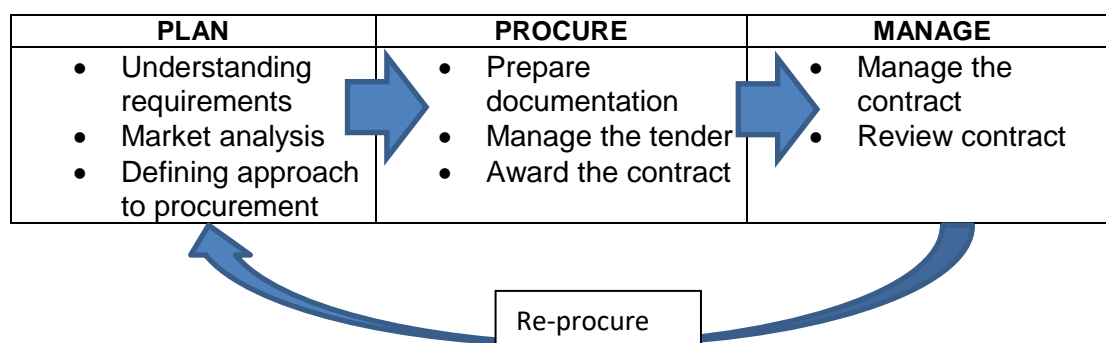 PLAN
PROCURE
MANAGE
• Understanding
requirements
• Market analysis
• Defining approach
to procurement
• Prepare
documentation
• Manage the tender
• Award the contract
• Manage the
contract
• Review contract
Re-procure